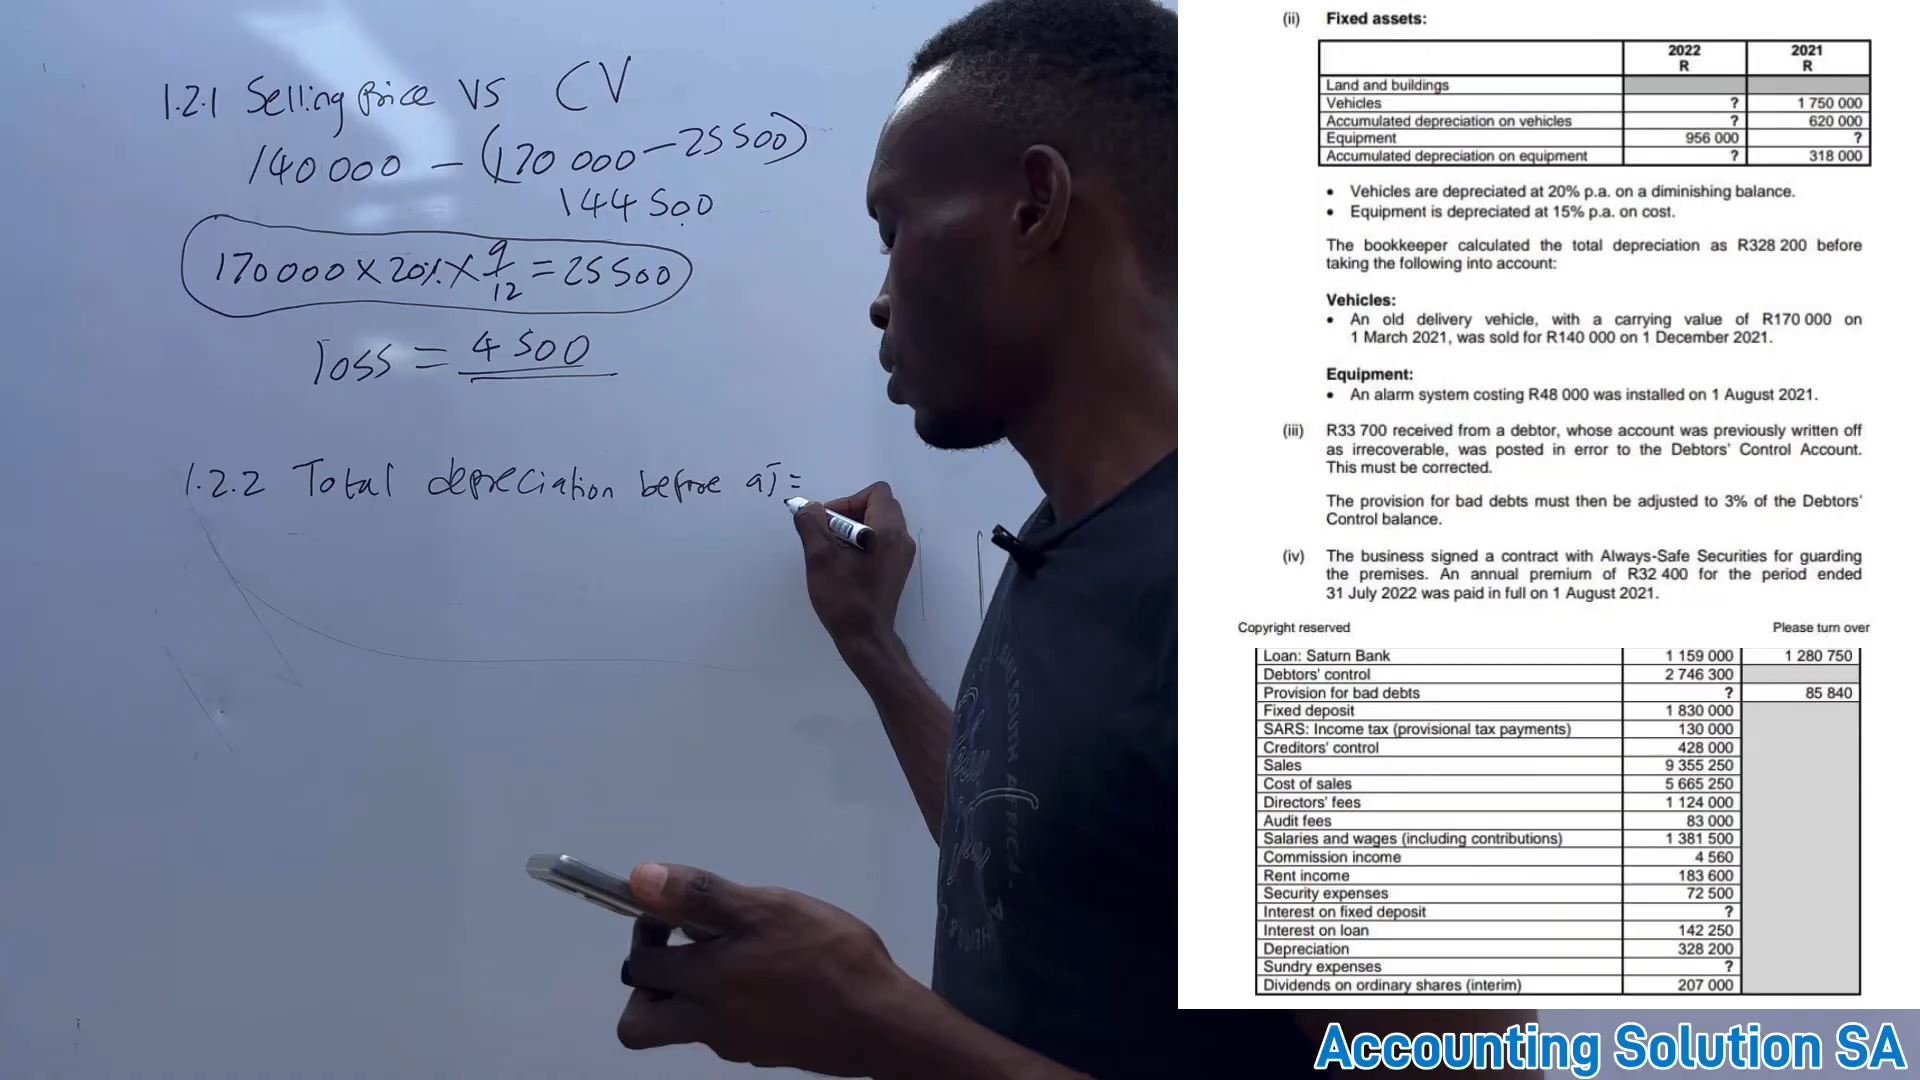 1.2.1 Selling Price VS CV
140 000 - (170 000 - 25 500)
144 500
170000 X 20% X 9/12 = 25 500
loss = 4 500
1.2.2 Total depreciation before aj =
(ii) Fixed assets:
2022 R 2021 R
Land and buildings
Vehicles ? 1 750 000
Accumulated depreciation on vehicles ? 620 000
Equipment 956 000 ?
Accumulated depreciation on equipment ? 318 000
• Vehicles are depreciated at 20% p.a. on a diminishing balance.
• Equipment is depreciated at 15% p.a. on cost.
The bookkeeper calculated the total depreciation as R328 200 before
taking the following into account:
Vehicles:
• An old delivery vehicle, with a carrying value of R170 000 on
1 March 2021, was sold for R140 000 on 1 December 2021.
Equipment:
• An alarm system costing R48 000 was installed on 1 August 2021.
(iii) R33 700 received from a debtor, whose account was previously written off
as irrecoverable, was posted in error to the Debtors' Control Account.
This must be corrected.
The provision for bad debts must then be adjusted to 3% of the Debtors'
Control balance.
(iv) The business signed a contract with Always-Safe Securities for guarding
the premises. An annual premium of R32 400 for the period ended
31 July 2022 was paid in full on 1 August 2021.
Copyright reserved Please turn over
Loan: Saturn Bank 1 159 000 1 280 750
Debtors' control 2 746 300
Provision for bad debts ? 85 840
Fixed deposit 1 830 000
SARS: Income tax (provisional tax payments) 130 000
Creditors' control 428 000
Sales 9 355 250
Cost of sales 5 665 250
Directors' fees 1 124 000
Audit fees 83 000
Salaries and wages (including contributions) 1 381 500
Commission income 4 560
Rent income 183 600
Security expenses 72 500
Interest on fixed deposit ?
Interest on loan 142 250
Depreciation 328 200
Sundry expenses ?
Dividends on ordinary shares (interim) 207 000
Accounting Solution SA